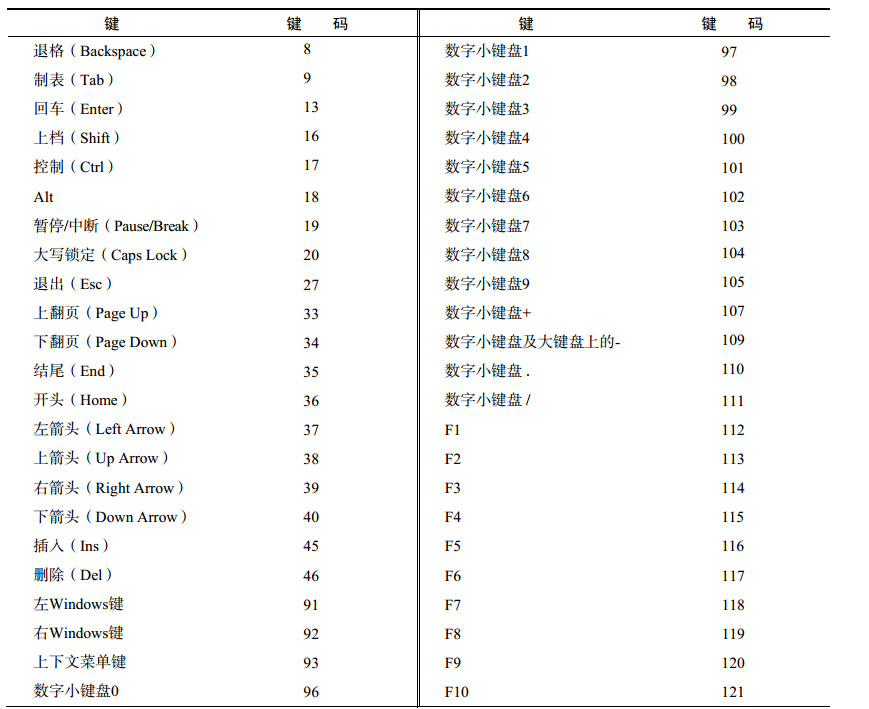 键 键 码 键 键 码
退格（Backspace） 8 数字小键盘1 97
制表（Tab） 9 数字小键盘2 98
回车（Enter） 13 数字小键盘3 99
上档（Shift） 16 数字小键盘4 100
控制（Ctrl） 17 数字小键盘5 101
Alt 18 数字小键盘6 102
暂停/中断（Pause/Break） 19 数字小键盘7 103
大写锁定（Caps Lock） 20 数字小键盘8 104
退出（Esc） 27 数字小键盘9 105
上翻页（Page Up） 33 数字小键盘+ 107
下翻页（Page Down） 34 数字小键盘及大键盘上的- 109
结尾（End） 35 数字小键盘 . 110
开头（Home） 36 数字小键盘 / 111
左箭头（Left Arrow） 37 F1 112
上箭头（Up Arrow） 38 F2 113
右箭头（Right Arrow） 39 F3 114
下箭头（Down Arrow） 40 F4 115
插入（Ins） 45 F5 116
删除（Del） 46 F6 117
左Windows键 91 F7 118
右Windows键 92 F8 119
上下文菜单键 93 F9 120
数字小键盘0 96 F10 121